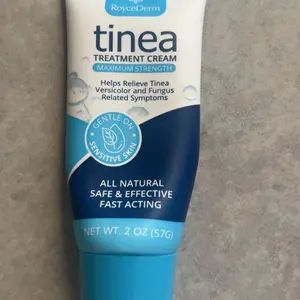 RoyceDerm
tinea
TREATMENT CREAM
MAXIMUM STRENGTH
Helps Relieve Tinea
Versicolor and Fungus
Related Symptoms
GENTLE ON
SENSITIVE SKIN
ALL NATURAL
SAFE & EFFECTIVE
FAST ACTING
NET WT. 2 OZ (57G)